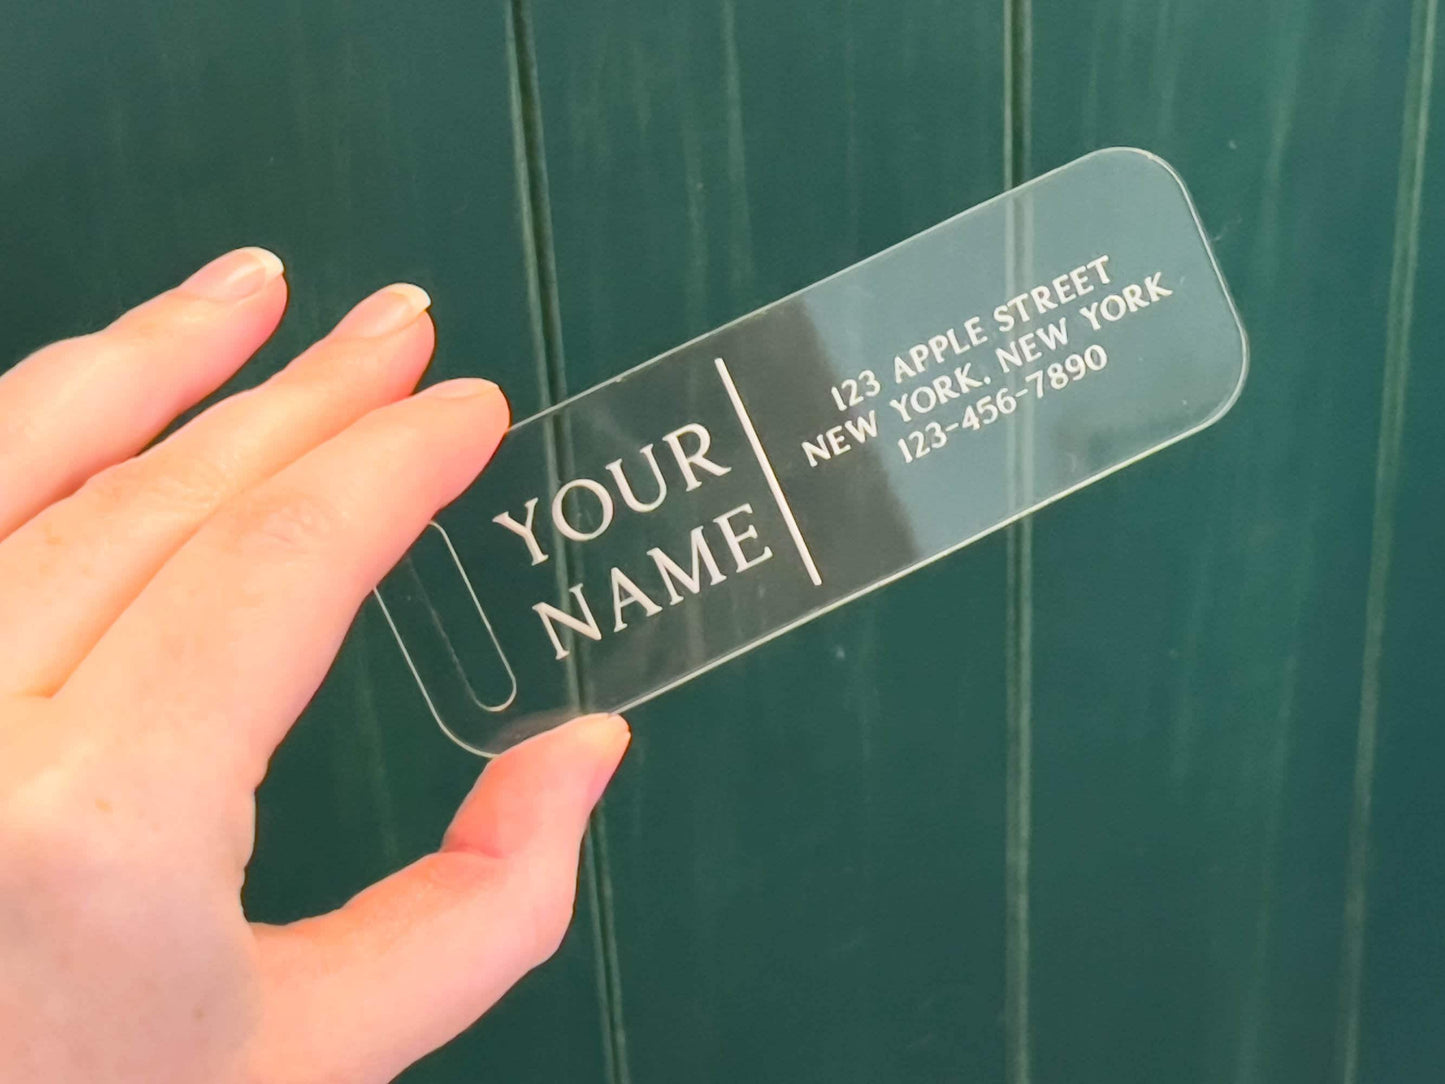 YOUR
NAME
123 APPLE STREET
NEW YORK. NEW YORK
123-456-7890